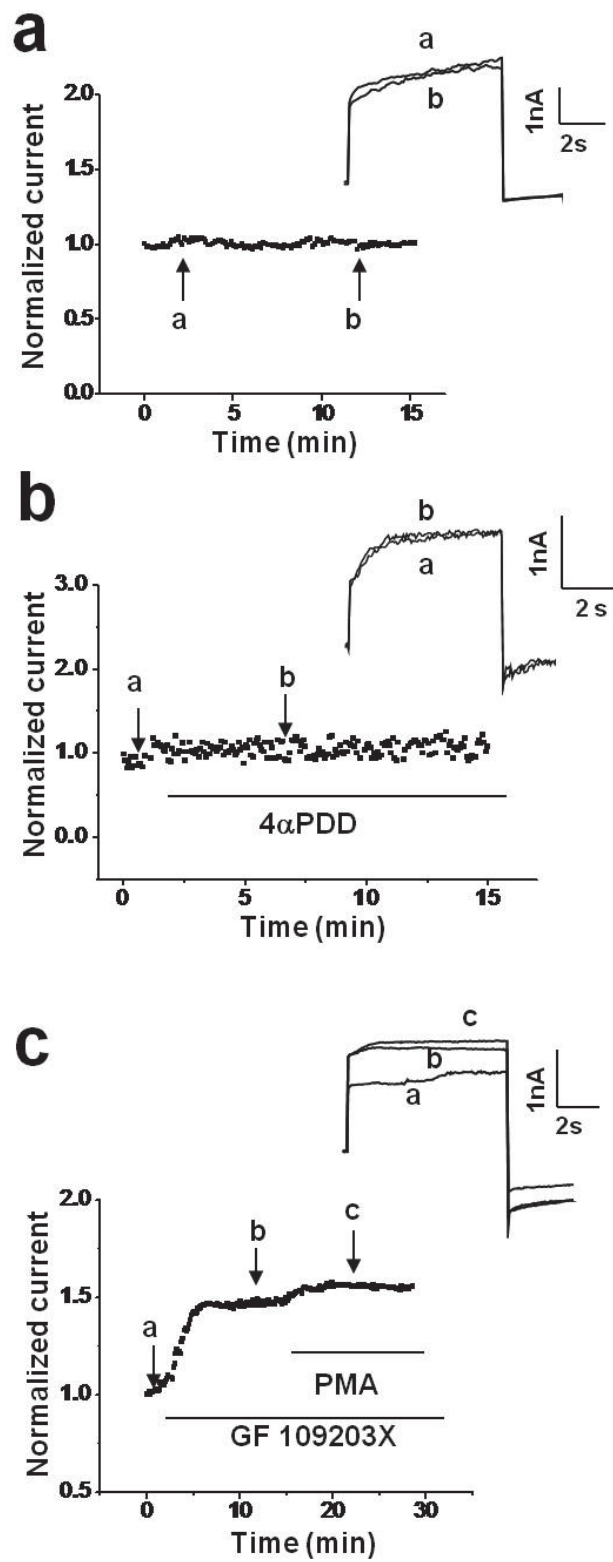 a
a
b
1nA
2s
Normalized current
2.0
1.5
1.0
0.5
0.0
a
b
0
5
10
15
Time (min)
b
b
a
1nA
2 s
Normalized current
3.0
2.0
1.0
0.0
a
b
4αPDD
0
5
10
15
Time (min)
c
c
b
a
1nA
2s
Normalized current
2.0
1.5
1.0
0.5
a
b
c
PMA
GF 109203X
0
10
20
30
Time (min)